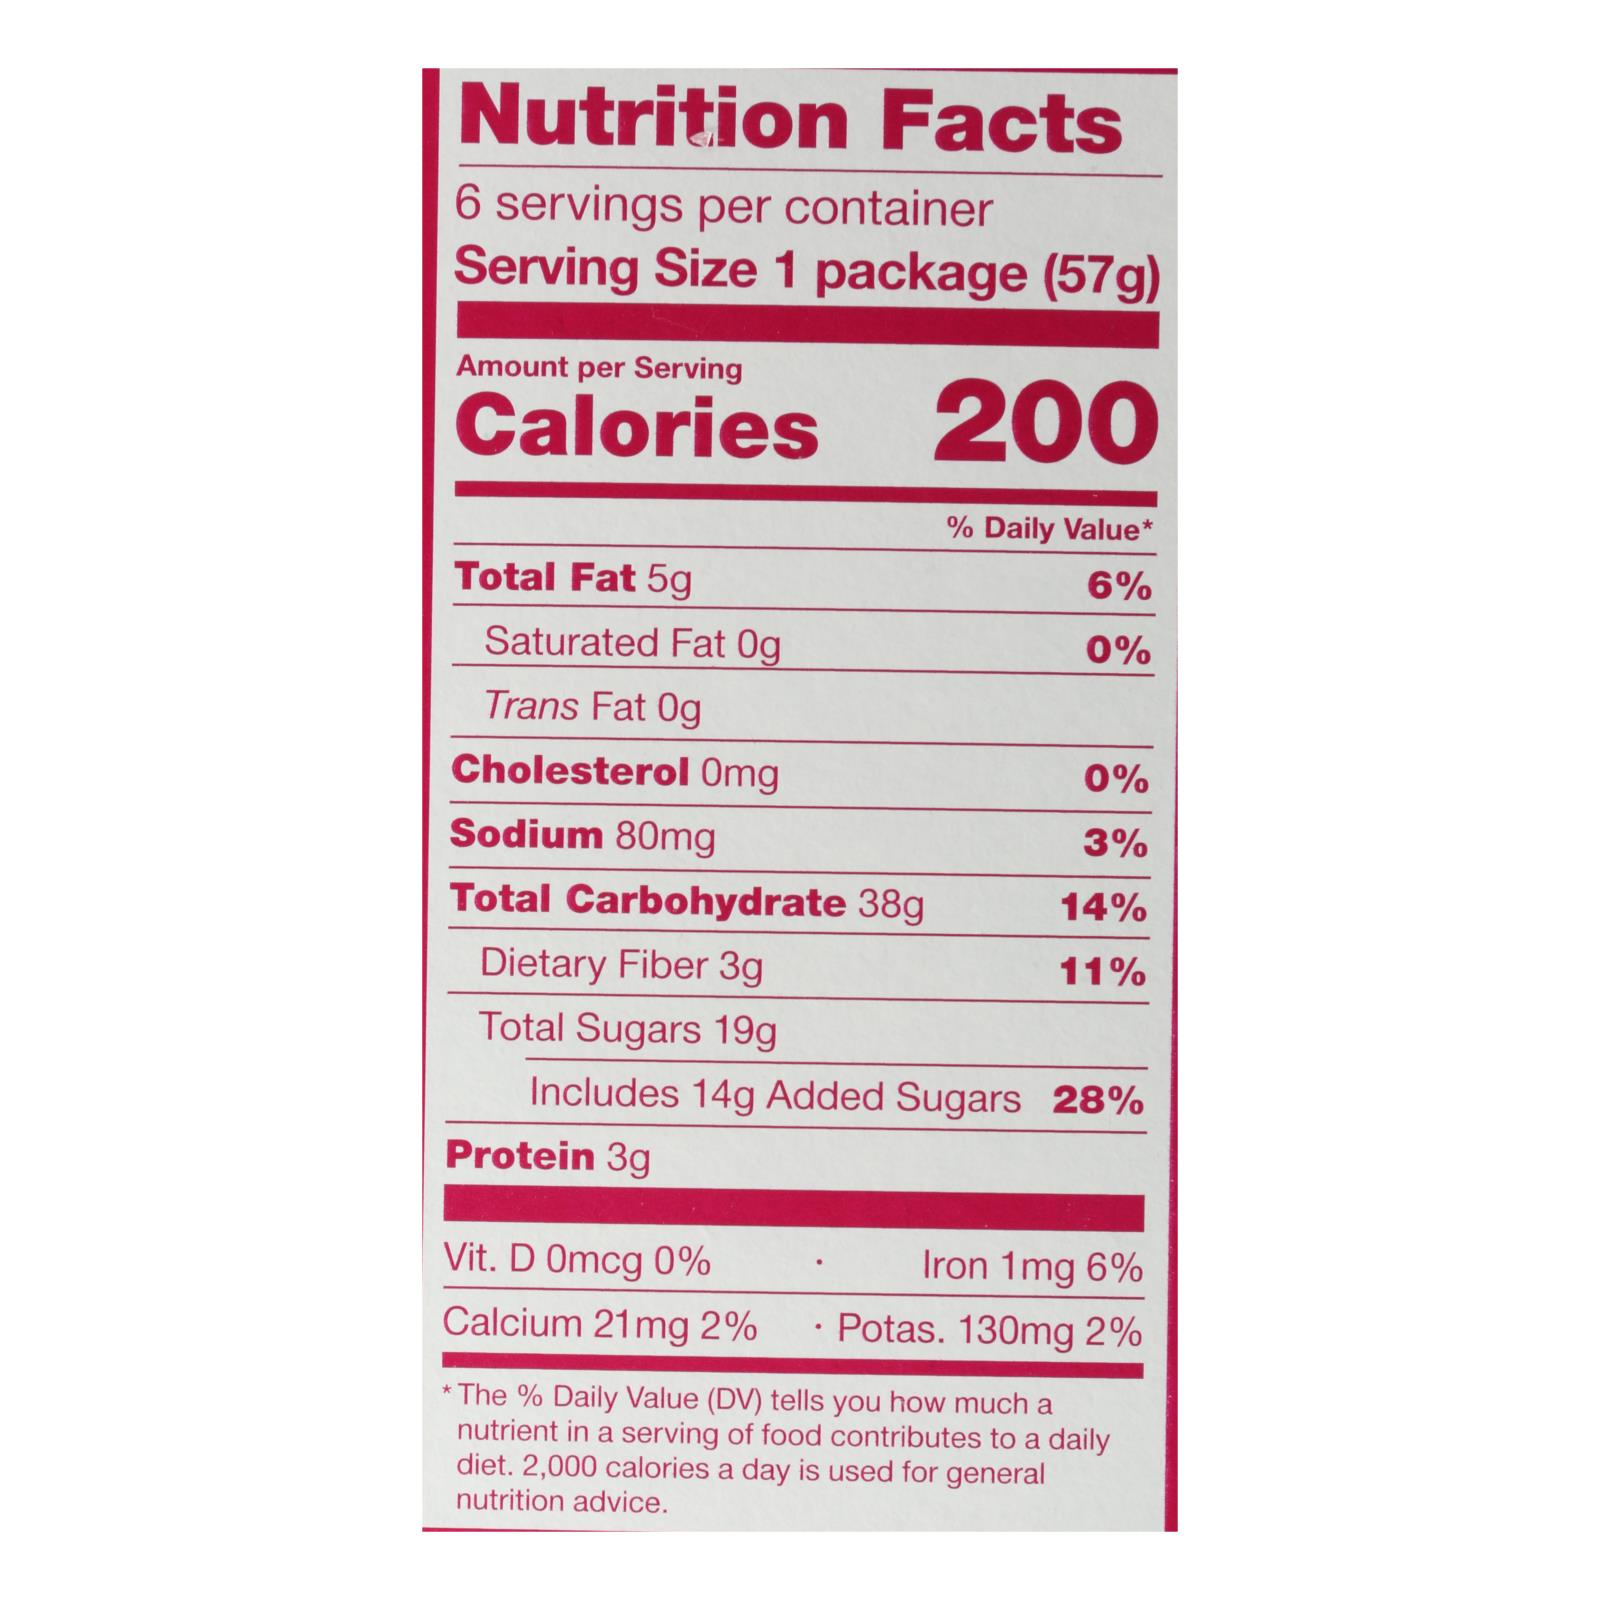 Nutrition Facts
6 servings per container
Serving Size 1 package (57g)
Amount per Serving
Calories 200
% Daily Value*
Total Fat 5g 6%
Saturated Fat 0g 0%
Trans Fat 0g
Cholesterol 0mg 0%
Sodium 80mg 3%
Total Carbohydrate 38g 14%
Dietary Fiber 3g 11%
Total Sugars 19g
Includes 14g Added Sugars 28%
Protein 3g
Vit. D 0mcg 0% · Iron 1mg 6%
Calcium 21mg 2% · Potas. 130mg 2%
* The % Daily Value (DV) tells you how much a
nutrient in a serving of food contributes to a daily
diet. 2,000 calories a day is used for general
nutrition advice.